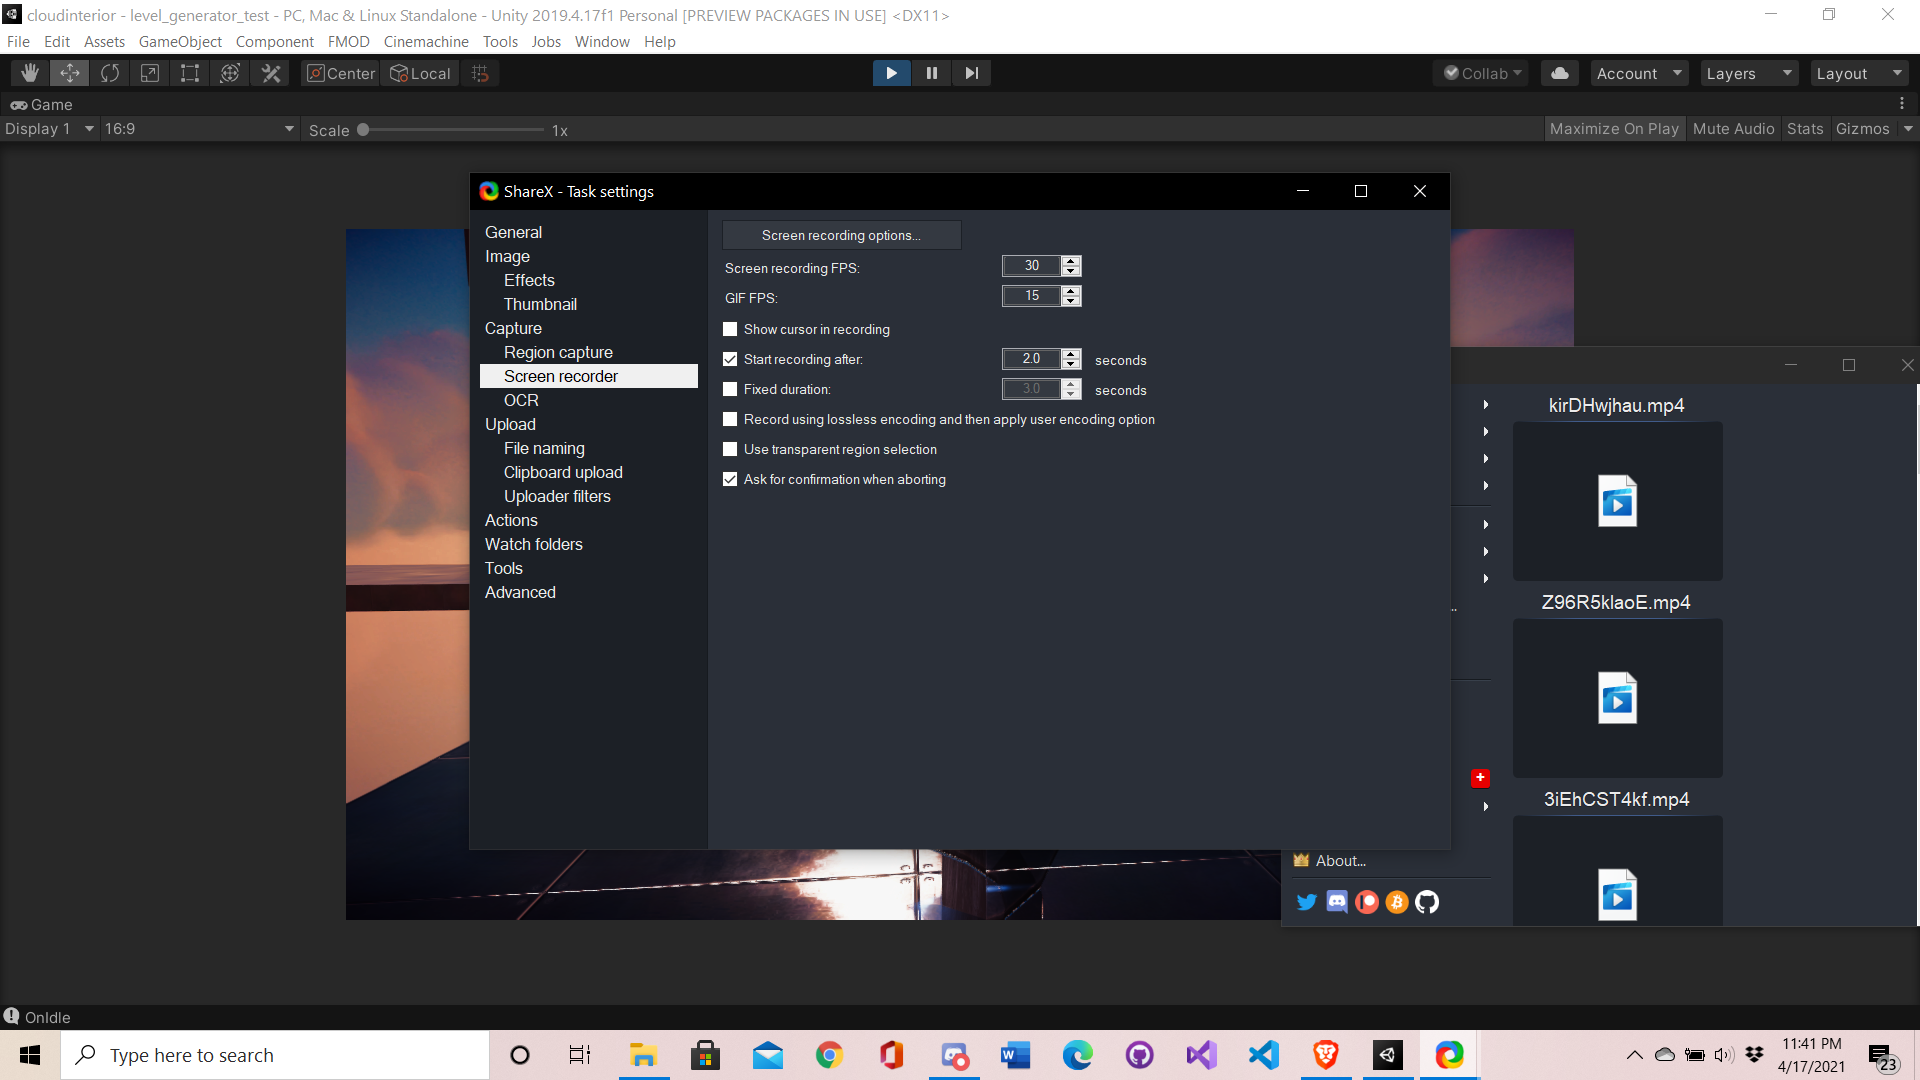 cloudinterior - level_generator_test - PC, Mac & Linux Standalone - Unity 2019.4.17f1 Personal [PREVIEW PACKAGES IN USE] <DX11>
File Edit Assets GameObject Component FMOD Cinemachine Tools Jobs Window Help
Center Local Collab Account Layers Layout
Game
Display 1 16:9 Scale 1x Maximize On Play Mute Audio Stats Gizmos
ShareX - Task settings
General
Image
Effects
Thumbnail
Capture
Region capture
Screen recorder
OCR
Upload
File naming
Clipboard upload
Uploader filters
Actions
Watch folders
Tools
Advanced
Screen recording options...
Screen recording FPS: 30
GIF FPS: 15
Show cursor in recording
Start recording after: 2.0 seconds
Fixed duration: 3.0 seconds
Record using lossless encoding and then apply user encoding option
Use transparent region selection
Ask for confirmation when aborting
kirDHwjhau.mp4
Z96R5klaoE.mp4
3iEhCST4kf.mp4
About...
OnIdle
Type here to search
11:41 PM
4/17/2021
23